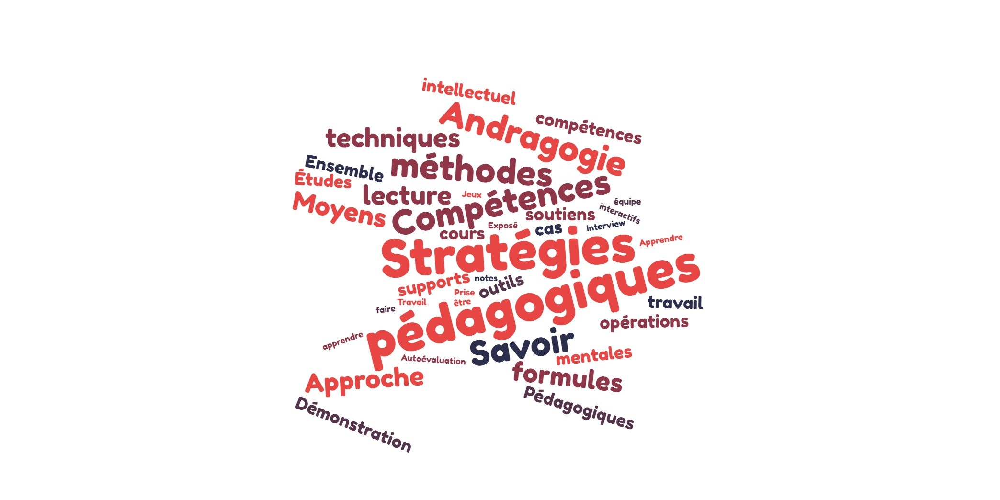 intellectuel
Andragogie
compétences
techniques
méthodes
Ensemble
Études
lecture
Jeux
Compétences
Moyens
équipe
interactifs
soutiens
Exposé
cas
Interview
cours
Stratégies
Apprendre
supports
notes
outils
Prise
Travail
être
faire
pédagogiques
travail
opérations
apprendre
Savoir
Autoévaluation
mentales
Approche
formules
Pédagogiques
Démonstration